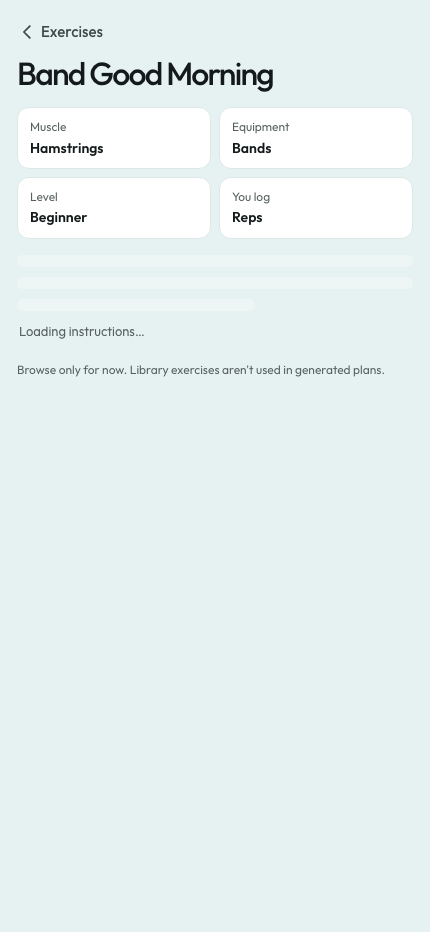 Exercises
Band Good Morning
Muscle
Hamstrings
Equipment
Bands
Level
Beginner
You log
Reps
Loading instructions…
Browse only for now. Library exercises aren't used in generated plans.